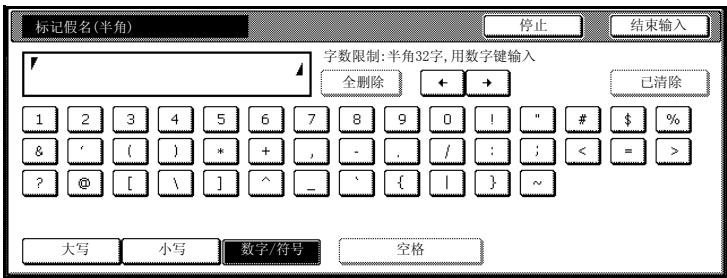 标记假名(半角) 停止 结束输入
字数限制:半角32字,用数字键输入
全删除 ← → 已清除
1 2 3 4 5 6 7 8 9 0 ! " # $ %
& ´ ( ) * + , - . / : ; < = >
? @ [ \ ] ^ _ ` { | } ~
大写 小写 数字/符号 空格